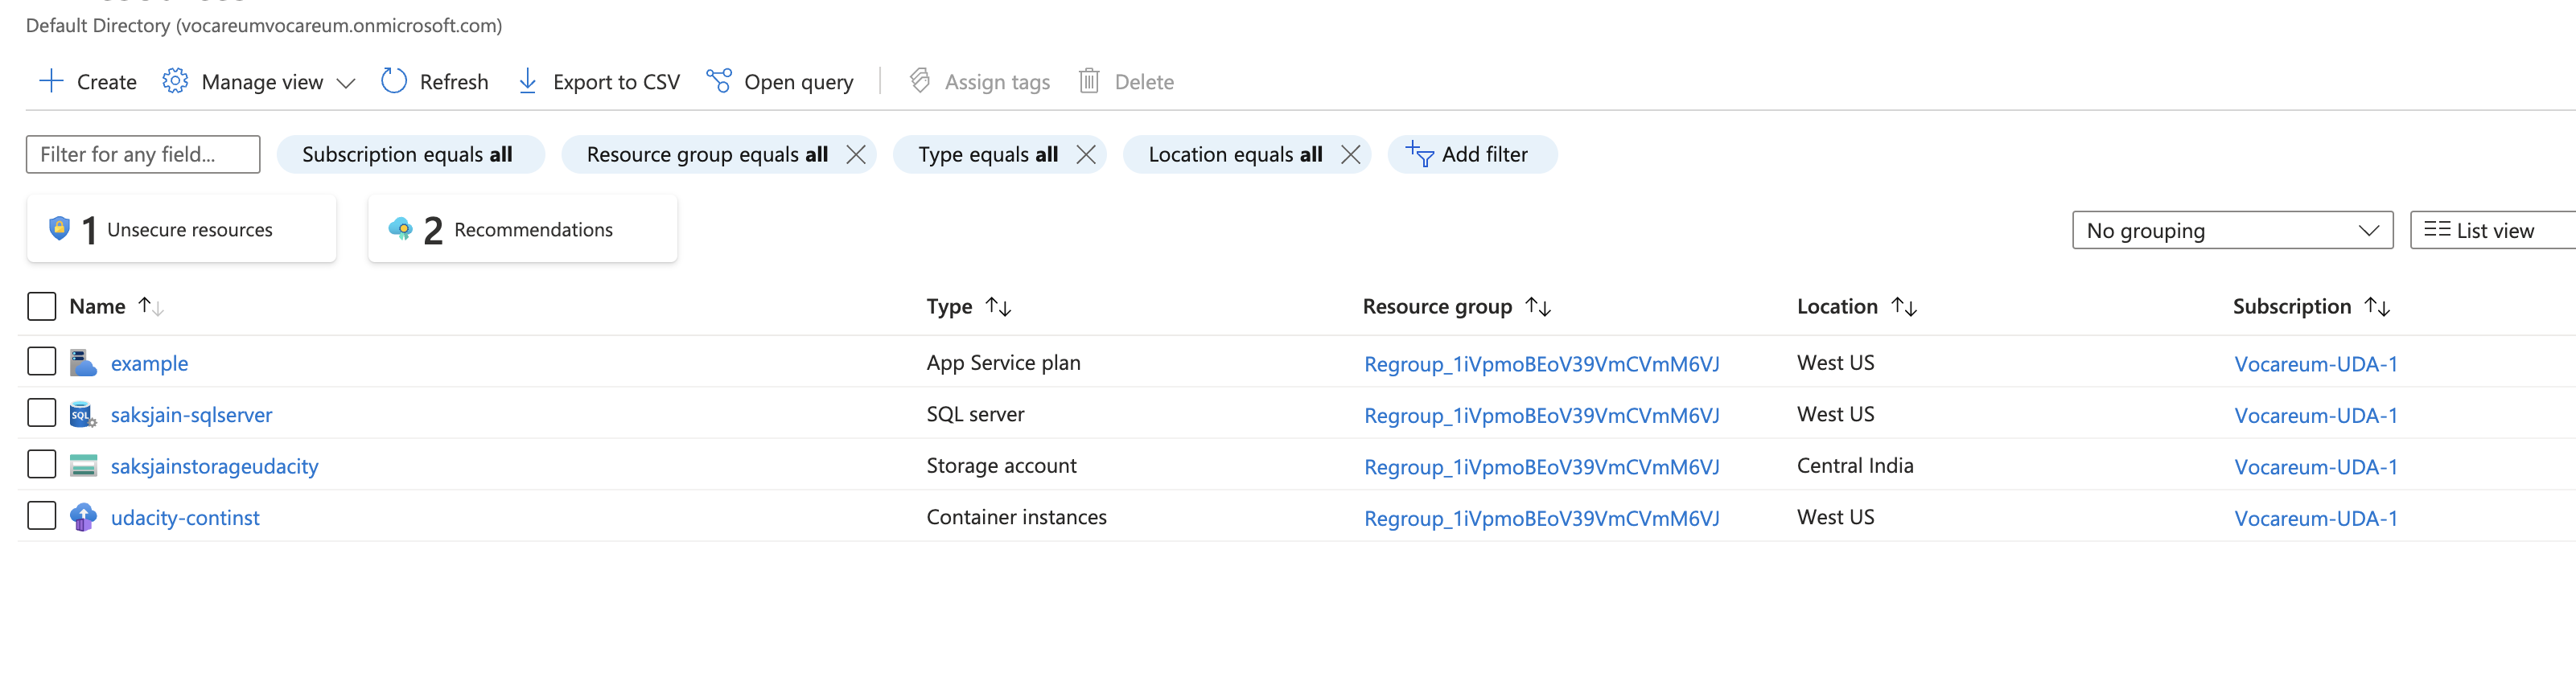 Default Directory (vocareumvocareum.onmicrosoft.com)
Create Manage view Refresh Export to CSV Open query Assign tags Delete
Filter for any field... Subscription equals all Resource group equals all Type equals all Location equals all Add filter
1 Unsecure resources 2 Recommendations No grouping List view
Name Type Resource group Location Subscription
example App Service plan Regroup_1iVpmoBEoV39VmCVmM6VJ West US Vocareum-UDA-1
SQL saksjain-sqlserver SQL server Regroup_1iVpmoBEoV39VmCVmM6VJ West US Vocareum-UDA-1
saksjainstorageudacity Storage account Regroup_1iVpmoBEoV39VmCVmM6VJ Central India Vocareum-UDA-1
udacity-continst Container instances Regroup_1iVpmoBEoV39VmCVmM6VJ West US Vocareum-UDA-1